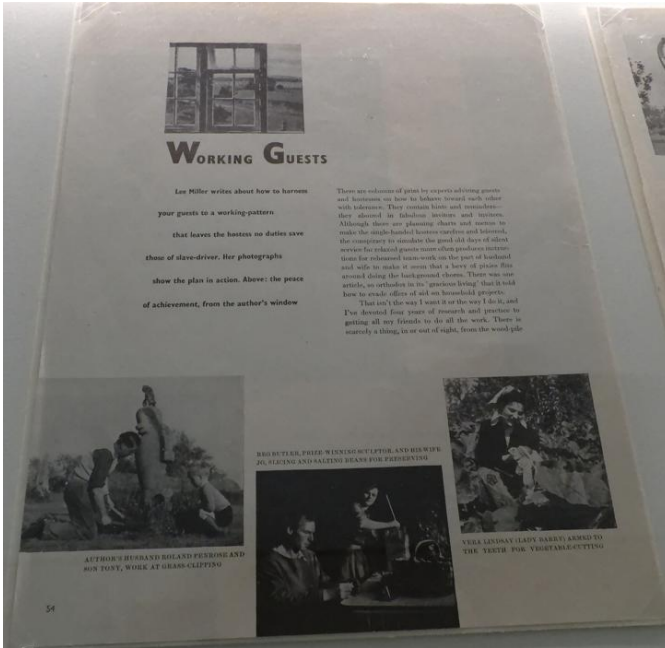 WORKING GUESTS
Lee Miller writes about how to harness
your guests to a working-pattern
that leaves the hostess no duties save
those of slave-driver. Her photographs
show the plan in action. Above: the peace
of achievement, from the author's window
There are columns of print by experts advising guests
and hostesses on how to behave toward each other
with tolerance. They contain hints and reminders—
they abound in fabulous menus and
Although there are planning charts and menus to
make the single-handed hostess carefree and beloved,
the conspiracy to simulate the good old days of silent
service for relaxed guests more often produces instruc-
tions for rehearsed team-work on the part of husband
and wife to make it seem that a bevy of pixies flits
around doing the background chores. There was one
article, so orthodox in its 'gracious living' that it told
how to evade offers of aid on household projects.
That isn't the way I want it or the way I do it, and
I've devoted four years of research and practice to
getting all my friends to do all the work. There is
scarcely a thing, in or out of sight, from the wood-pile
REG BUTLER, PRIZE-WINNING SCULPTOR, AND HIS WIFE
JO, SLICING AND SALTING BEANS FOR PRESERVING
AUTHOR'S HUSBAND ROLAND PENROSE AND
SON TONY, WORK AT GRASS-CLIPPING
VERA LINDSAY (LADY BARRY) ARMED TO
THE TEETH FOR VEGETABLE-CUTTING
54